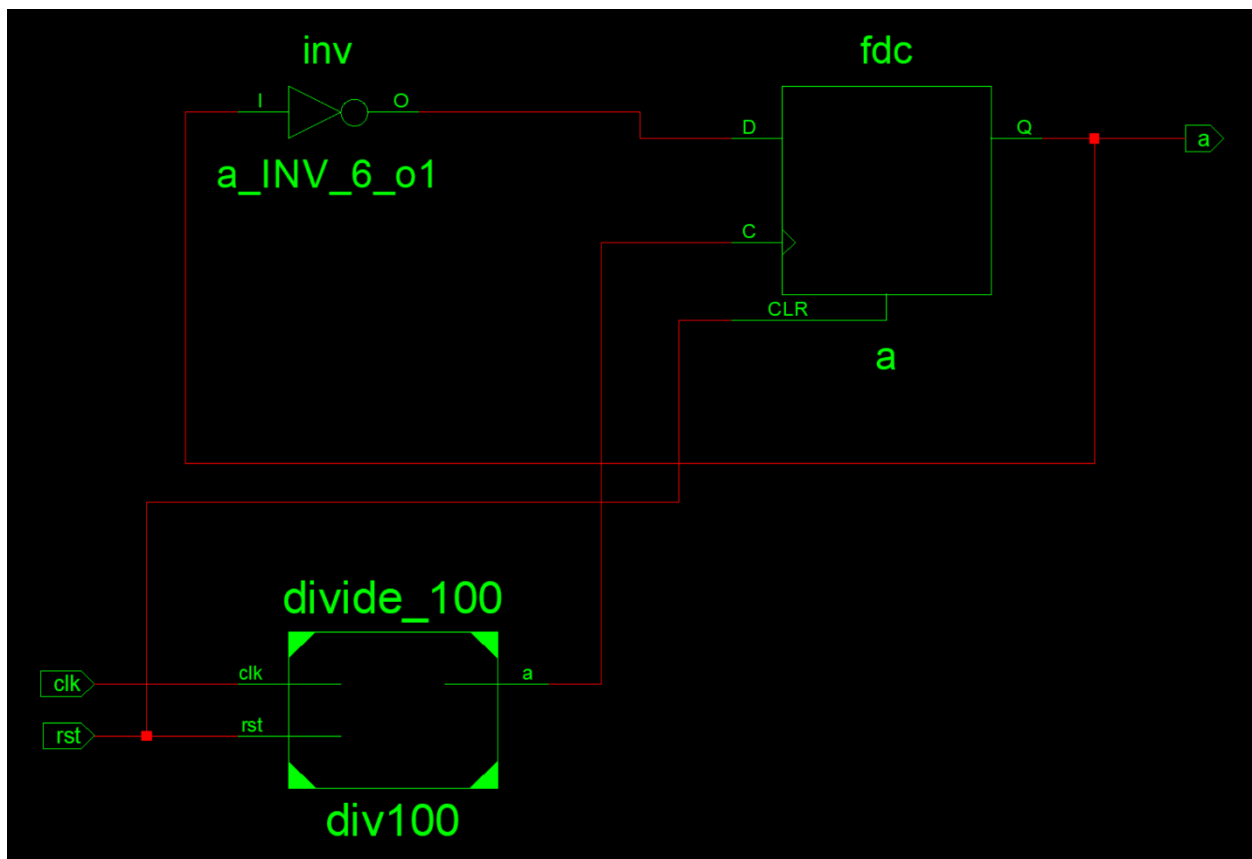 inv
fdc
I
O
a_INV_6_o1
D
Q
a
C
CLR
a
divide_100
clk
clk
a
rst
rst
div100